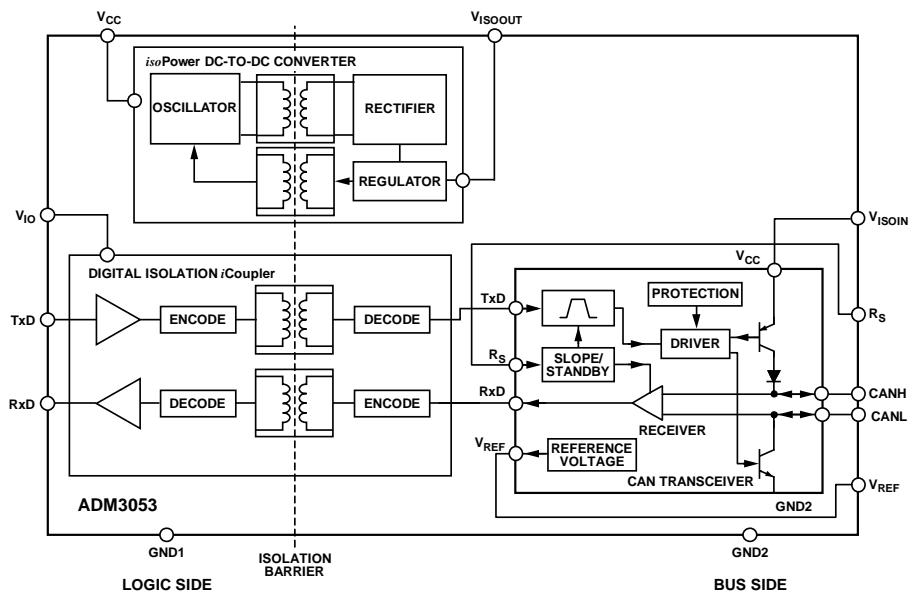 VCC
VISOOUT
isoPower DC-TO-DC CONVERTER
OSCILLATOR
RECTIFIER
REGULATOR
VIO
VISOIN
DIGITAL ISOLATION iCoupler
VCC
TxD
ENCODE
DECODE
TxD
PROTECTION
RS
DRIVER
RS
SLOPE/
STANDBY
RxD
DECODE
ENCODE
RxD
CANH
CANL
RECEIVER
VREF
REFERENCE
VOLTAGE
CAN TRANSCEIVER
VREF
GND2
ADM3053
GND1
ISOLATION
BARRIER
GND2
LOGIC SIDE
BUS SIDE